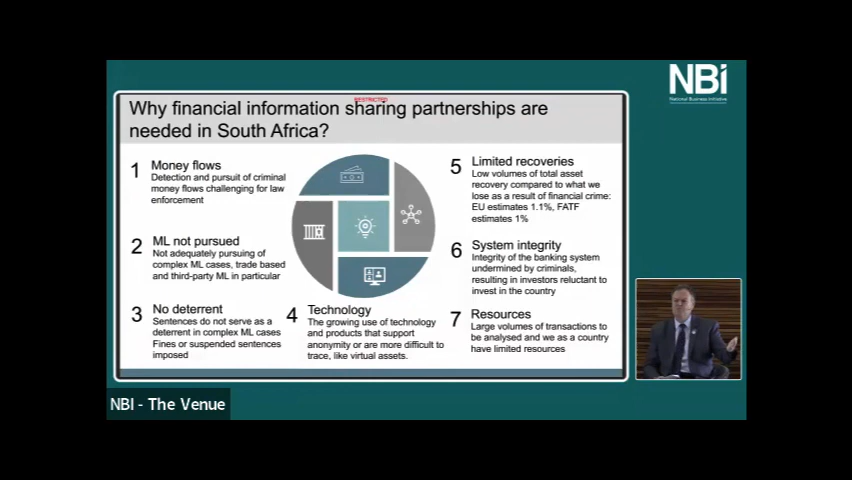 NBi
National Business Initiative
RESTRICTED
Why financial information sharing partnerships are
needed in South Africa?
1 Money flows
Detection and pursuit of criminal
money flows challenging for law
enforcement
2 ML not pursued
Not adequately pursuing of
complex ML cases, trade based
and third-party ML in particular
3 No deterrent
Sentences do not serve as a
deterrent in complex ML cases
Fines or suspended sentences
imposed
4 Technology
The growing use of technology
and products that support
anonymity or are more difficult to
trace, like virtual assets.
5 Limited recoveries
Low volumes of total asset
recovery compared to what we
lose as a result of financial crime:
EU estimates 1.1%, FATF
estimates 1%
6 System integrity
Integrity of the banking system
undermined by criminals,
resulting in investors reluctant to
invest in the country
7 Resources
Large volumes of transactions to
be analysed and we as a country
have limited resources
NBI - The Venue